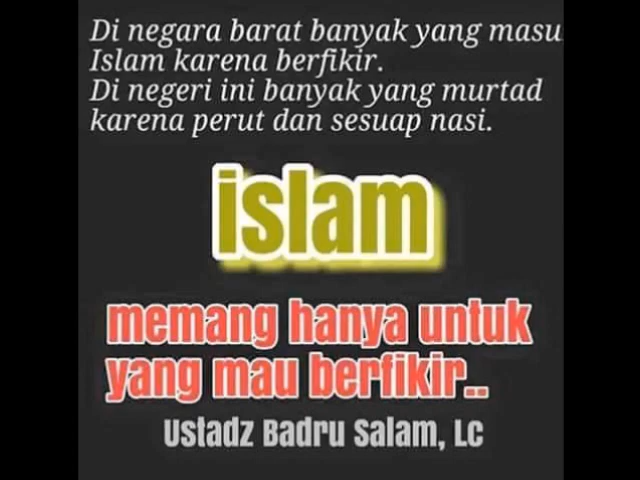 Di negara barat banyak yang masu
Islam karena berfikir.
Di negeri ini banyak yang murtad
karena perut dan sesuap nasi.
islam
memang hanya untuk
yang mau berfikir..
Ustadz Badru Salam, Lc